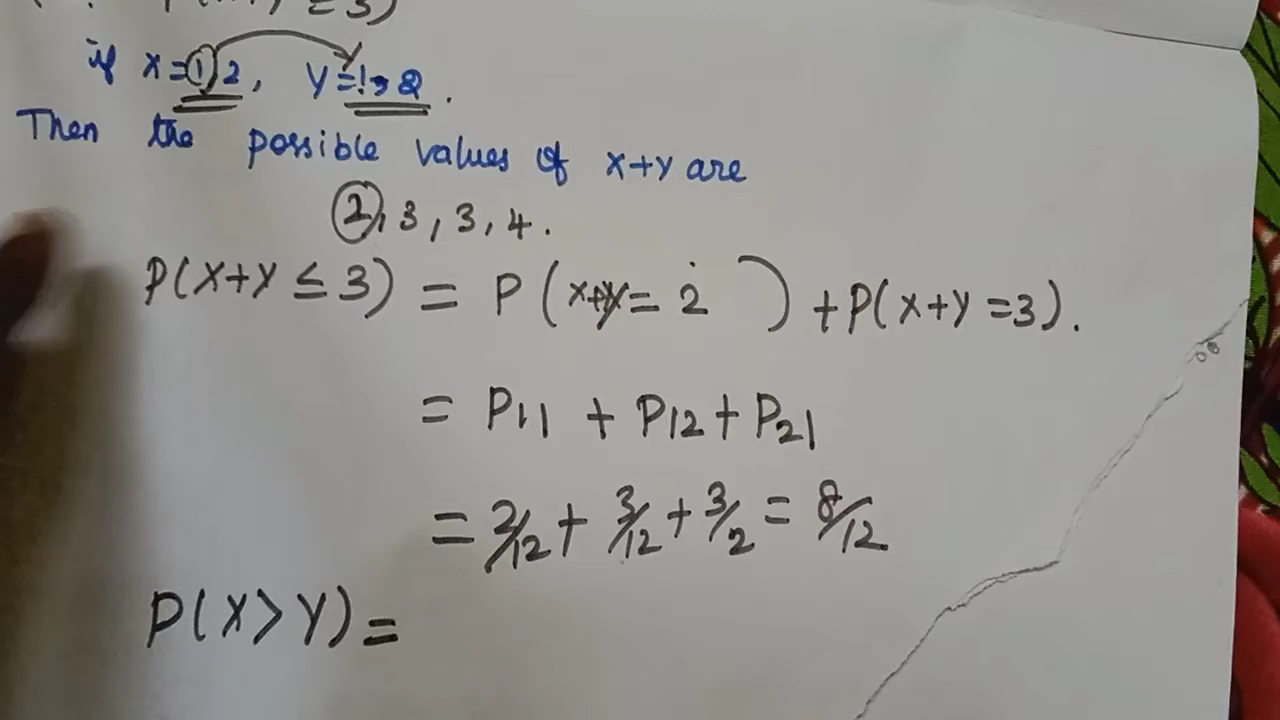 if X=1,2, Y=1,2.
Then the possible values of X+Y are
2,3,3,4.
P(X+Y ≤ 3) = P(X+Y= 2 ) + P(X+Y =3).
= P11 + P12 + P21
= 2/12 + 3/12 + 3/2 = 8/12
P(X>Y) =